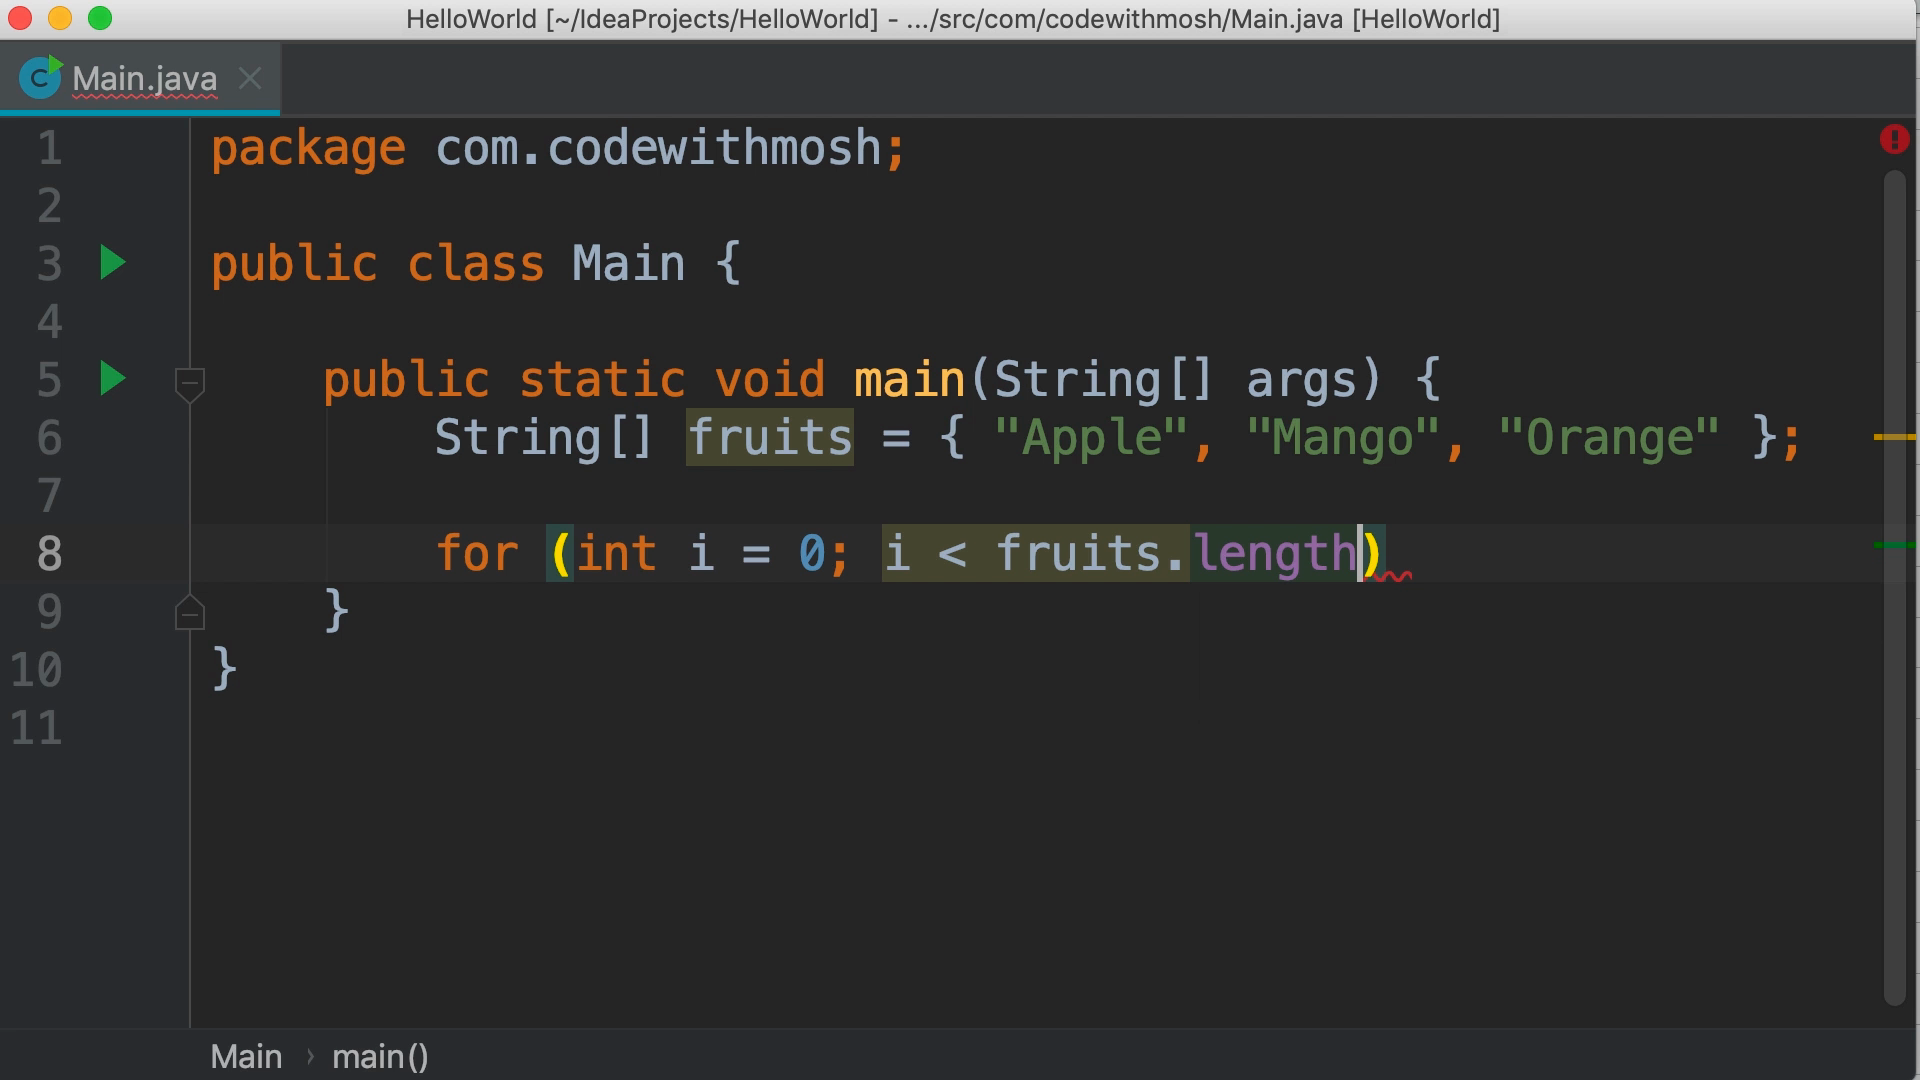 HelloWorld [~/IdeaProjects/HelloWorld] - .../src/com/codewithmosh/Main.java [HelloWorld]
C Main.java
1 package com.codewithmosh;
2
3 public class Main {
4
5     public static void main(String[] args) {
6         String[] fruits = { "Apple", "Mango", "Orange" };
7
8         for (int i = 0; i < fruits.length)
9     }
10 }
11
Main › main()